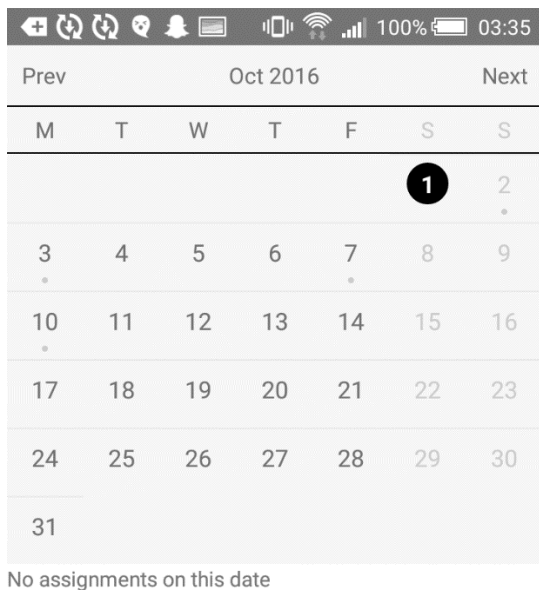 100% 03:35
Prev Oct 2016 Next
M T W T F S S
1 2
3 4 5 6 7 8 9
10 11 12 13 14 15 16
17 18 19 20 21 22 23
24 25 26 27 28 29 30
31
No assignments on this date